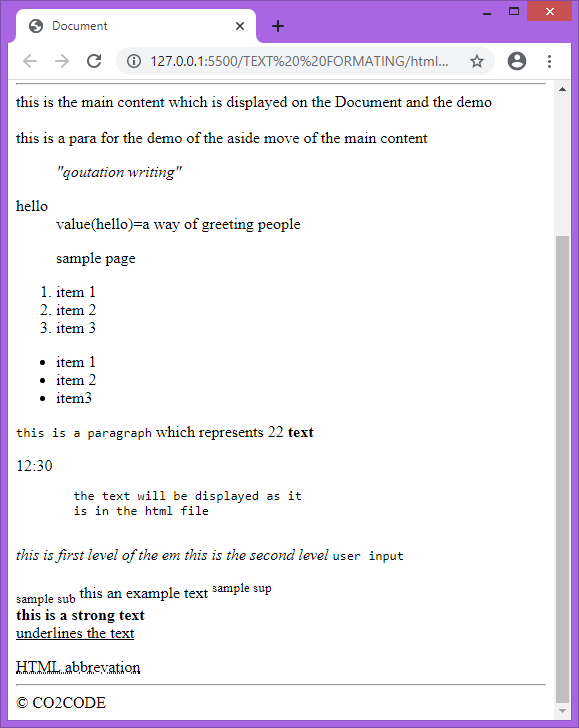 Document
127.0.0.1:5500/TEXT%20%20FORMATING/html...
this is the main content which is displayed on the Document and the demo
this is a para for the demo of the aside move of the main content
"qoutation writing"
hello
value(hello)=a way of greeting people
sample page
1. item 1
2. item 2
3. item 3
• item 1
• item 2
• item3
this is a paragraph which represents 22 text
12:30
the text will be displayed as it
is in the html file
this is first level of the em this is the second level user input
sample sub this an example text sample sup
this is a strong text
underlines the text
HTML abbrevation
© CO2CODE